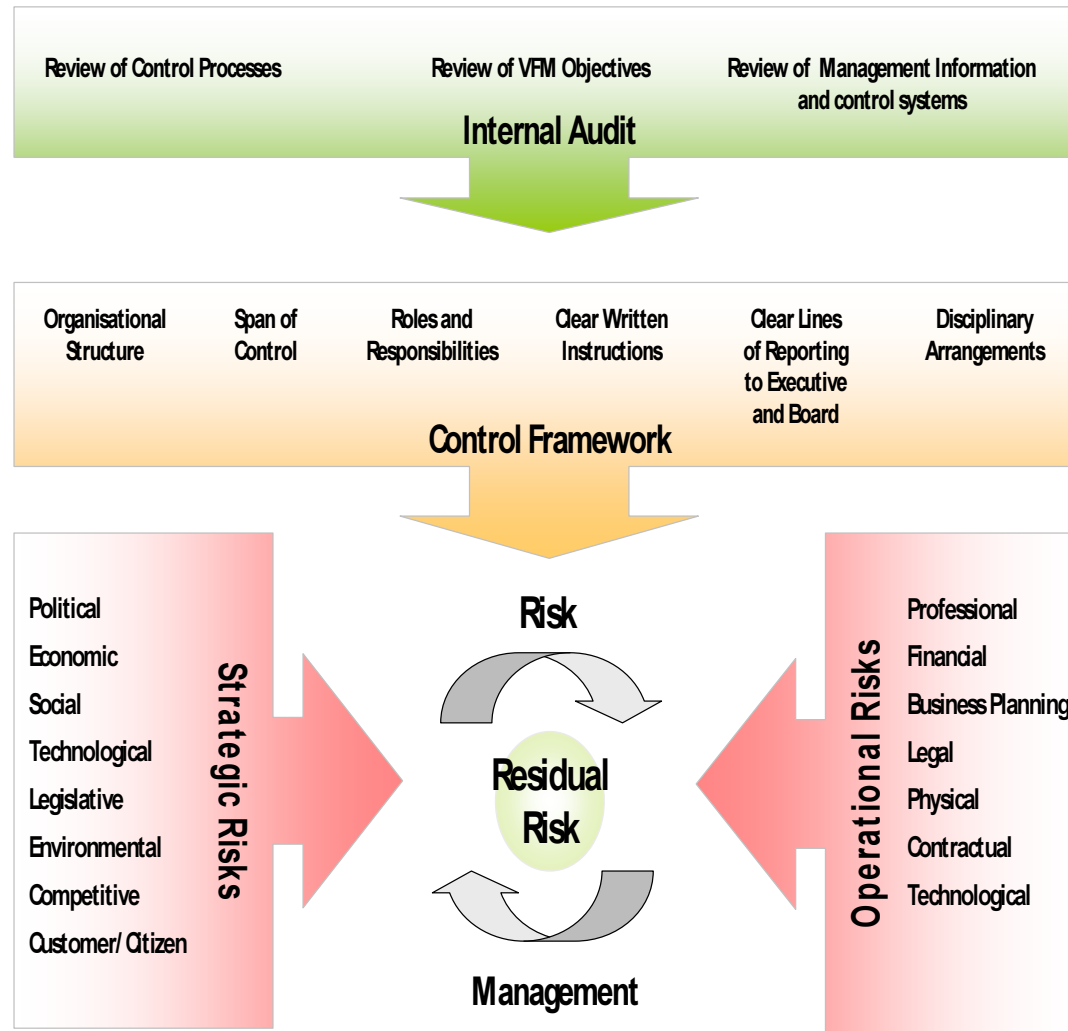 Review of Control Processes
Review of VFM Objectives
Review of Management Information
and control systems
Internal Audit
Organisational
Structure
Span of
Control
Roles and
Responsibilities
Clear Written
Instructions
Clear Lines
of Reporting
to Executive
and Board
Disciplinary
Arrangements
Control Framework
Political
Economic
Social
Technological
Legislative
Environmental
Competitive
Customer/ Citizen
Strategic Risks
Risk
Residual
Risk
Management
Operational Risks
Professional
Financial
Business Planning
Legal
Physical
Contractual
Technological